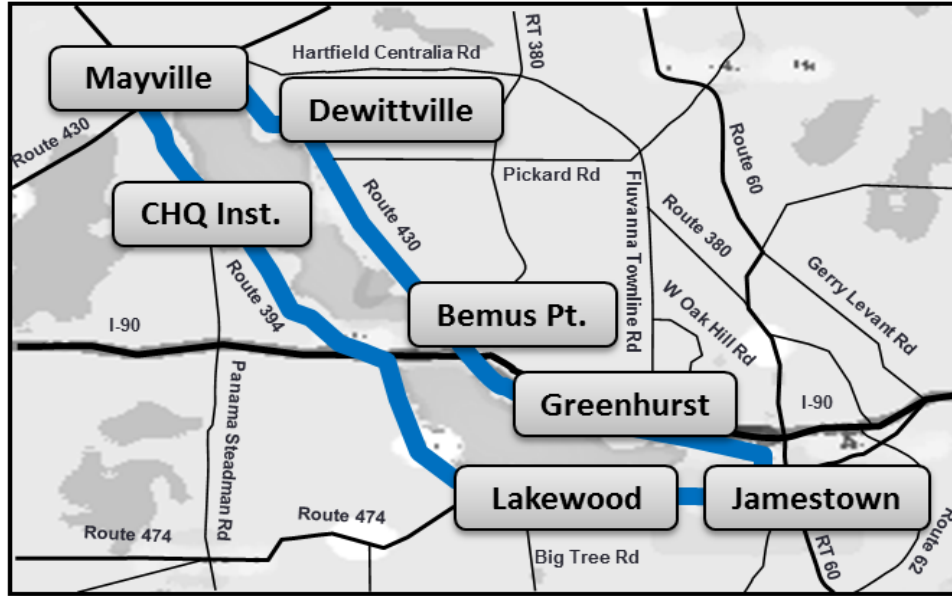 RT 380
Hartfield Centralia Rd
Mayville
Dewittville
Route 430
Route 60
Pickard Rd
CHQ Inst.
Route 430
Fluvanna Townline Rd
Route 380
Gerry Levant Rd
Route 394
W Oak Hill Rd
Bemus Pt.
I-90
Panama Steadman Rd
Greenhurst
I-90
Lakewood
Jamestown
Route 474
Route 474
Route 62
Big Tree Rd
RT 60